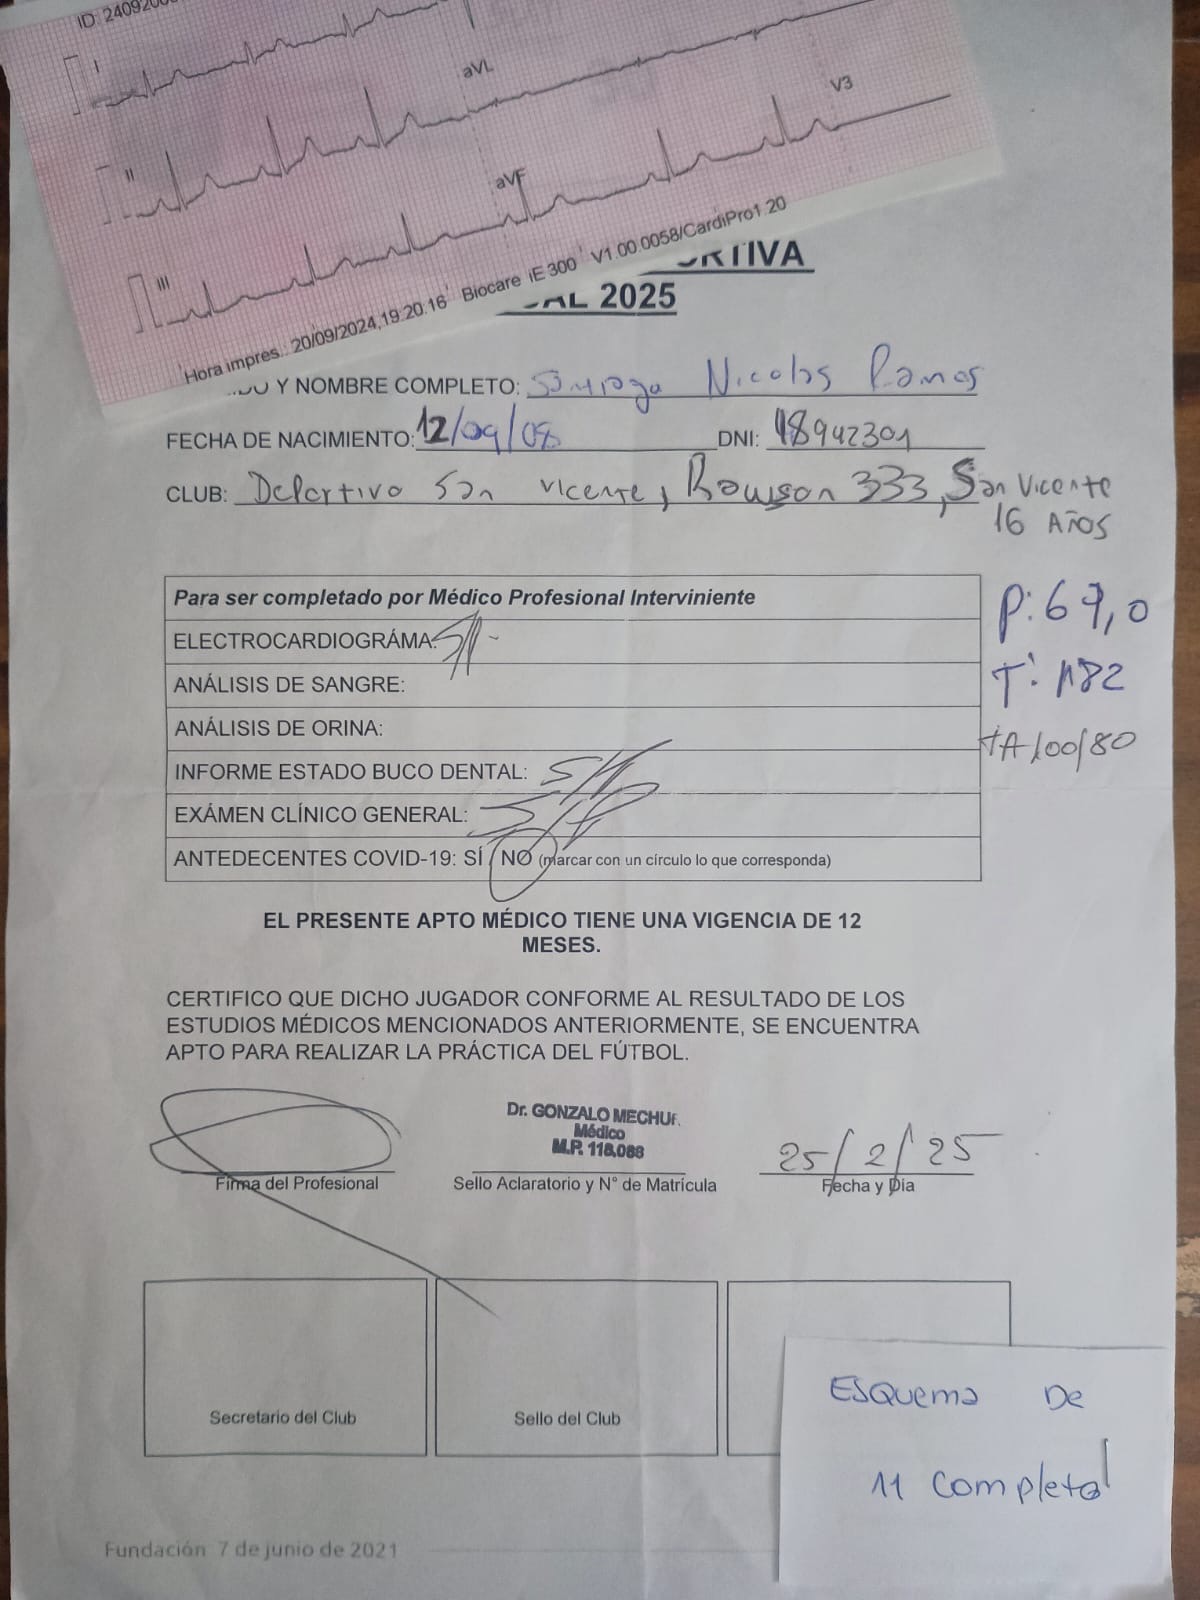 ID: 240920
I
aVL
II
V3
aVF
III
Hora impres.: 20/09/2024,19:20:16 Biocare iE 300 V1.00.0058/CardiPro1.20
RTIVA
AL 2025
Y NOMBRE COMPLETO: Nicolas Ramos
FECHA DE NACIMIENTO: 12/09/08 DNI: 48942301
CLUB: Deportivo San Vicente, Rawson 333, San Vicente
16 AÑOS
Para ser completado por Médico Profesional Interviniente
P: 67,0
ELECTROCARDIOGRÁMA: S/P-
ANÁLISIS DE SANGRE:
T: 182
ANÁLISIS DE ORINA:
TA 100/80
INFORME ESTADO BUCO DENTAL: S/P
EXÁMEN CLÍNICO GENERAL: S/P
ANTEDECENTES COVID-19: SÍ / NO (marcar con un círculo lo que corresponda)
EL PRESENTE APTO MÉDICO TIENE UNA VIGENCIA DE 12
MESES.
CERTIFICO QUE DICHO JUGADOR CONFORME AL RESULTADO DE LOS
ESTUDIOS MÉDICOS MENCIONADOS ANTERIORMENTE, SE ENCUENTRA
APTO PARA REALIZAR LA PRÁCTICA DEL FÚTBOL.
Dr. GONZALO MECHU
Médico
M.P. 118.088
25/2/25
Firma del Profesional Sello Aclaratorio y N° de Matrícula Fecha y Dia
Secretario del Club Sello del Club
ESQUEMA DE
11 completo
Fundación 7 de junio de 2021